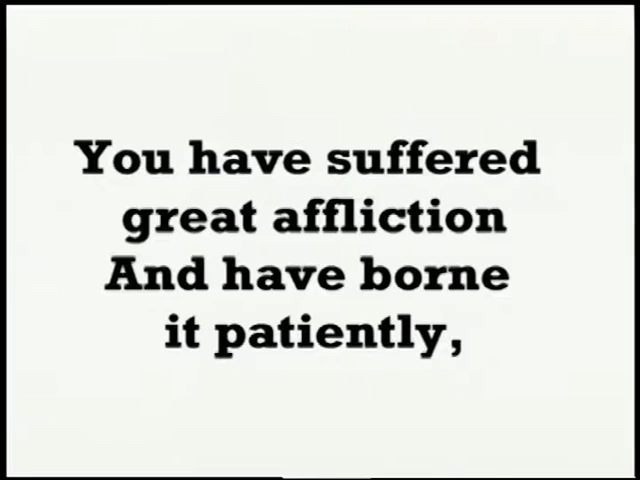 You have suffered
great affliction
And have borne
it patiently,